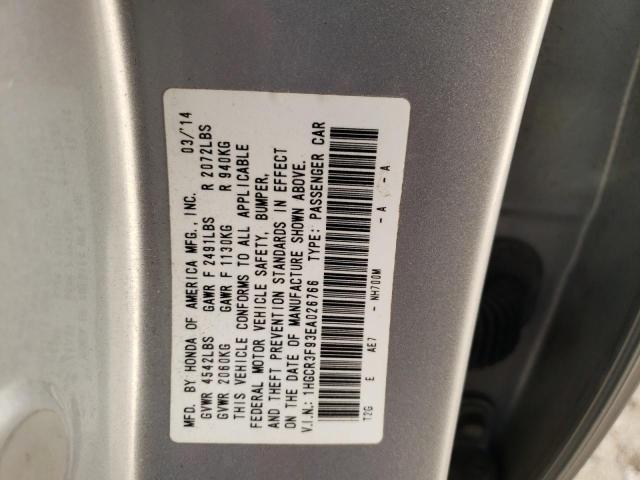 MFD. BY HONDA OF AMERICA MFG., INC. 03/'14
GVWR 4542LBS GAWR F 2491LBS R 2072LBS
GVWR 2060KG GAWR F 1130KG R 940KG
THIS VEHICLE CONFORMS TO ALL APPLICABLE
FEDERAL MOTOR VEHICLE SAFETY, BUMPER,
AND THEFT PREVENTION STANDARDS IN EFFECT
ON THE DATE OF MANUFACTURE SHOWN ABOVE.
V.I.N.: 1HGCR3F93EA026766 TYPE: PASSENGER CAR
T2G E AE7 - NH700M - A - A